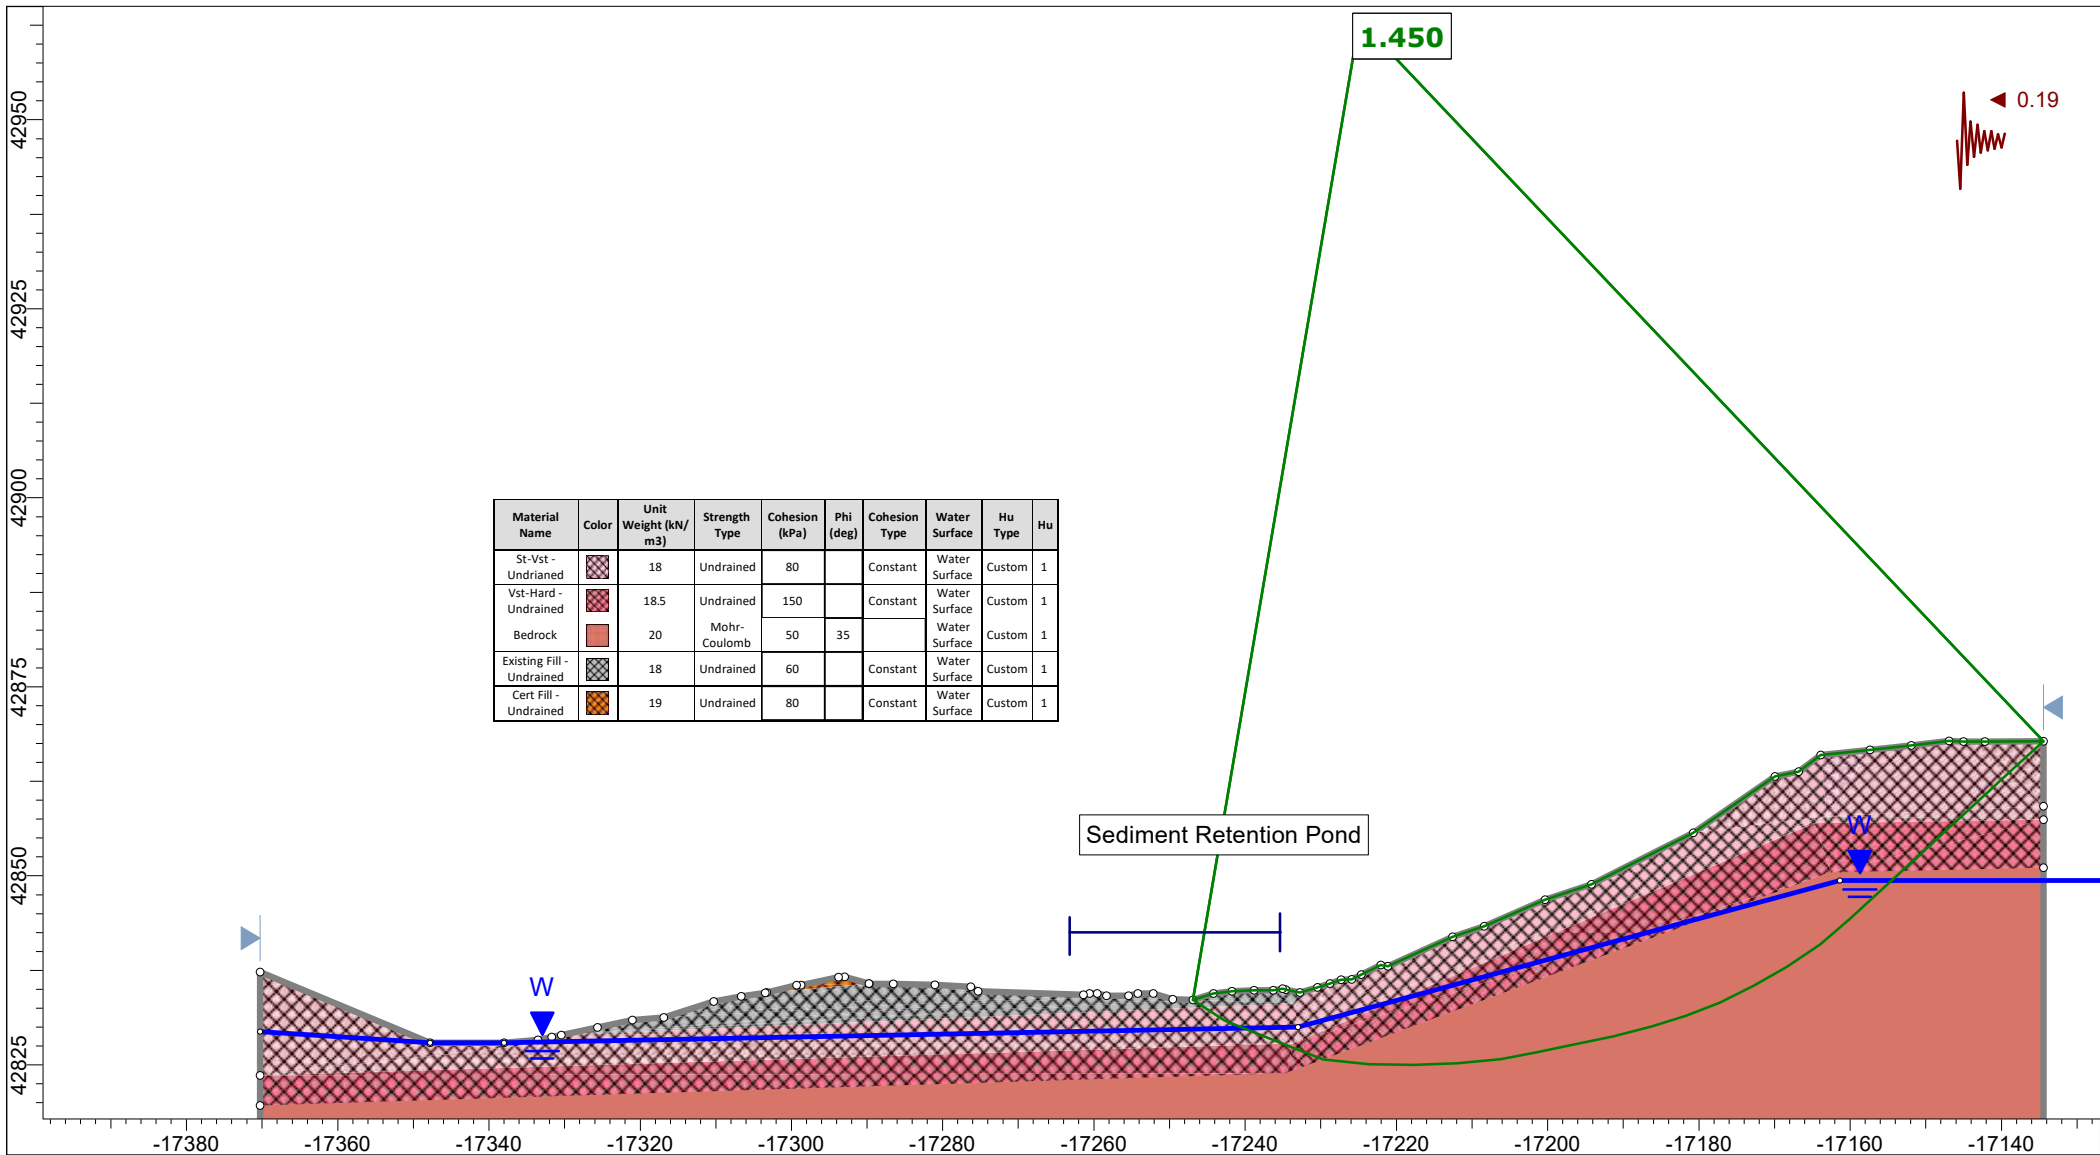 1.450
0.19
42950
42925
42900
42875
42850
42825
Material Name Color Unit Weight (kN/m3) Strength Type Cohesion (kPa) Phi (deg) Cohesion Type Water Surface Hu Type Hu
St-Vst - Undrianed 18 Undrained 80 Constant Water Surface Custom 1
Vst-Hard - Undrained 18.5 Undrained 150 Constant Water Surface Custom 1
Bedrock 20 Mohr-Coulomb 50 35 Water Surface Custom 1
Existing Fill - Undrained 18 Undrained 60 Constant Water Surface Custom 1
Cert Fill - Undrained 19 Undrained 80 Constant Water Surface Custom 1
Sediment Retention Pond
W
W
-17380 -17360 -17340 -17320 -17300 -17280 -17260 -17240 -17220 -17200 -17180 -17160 -17140